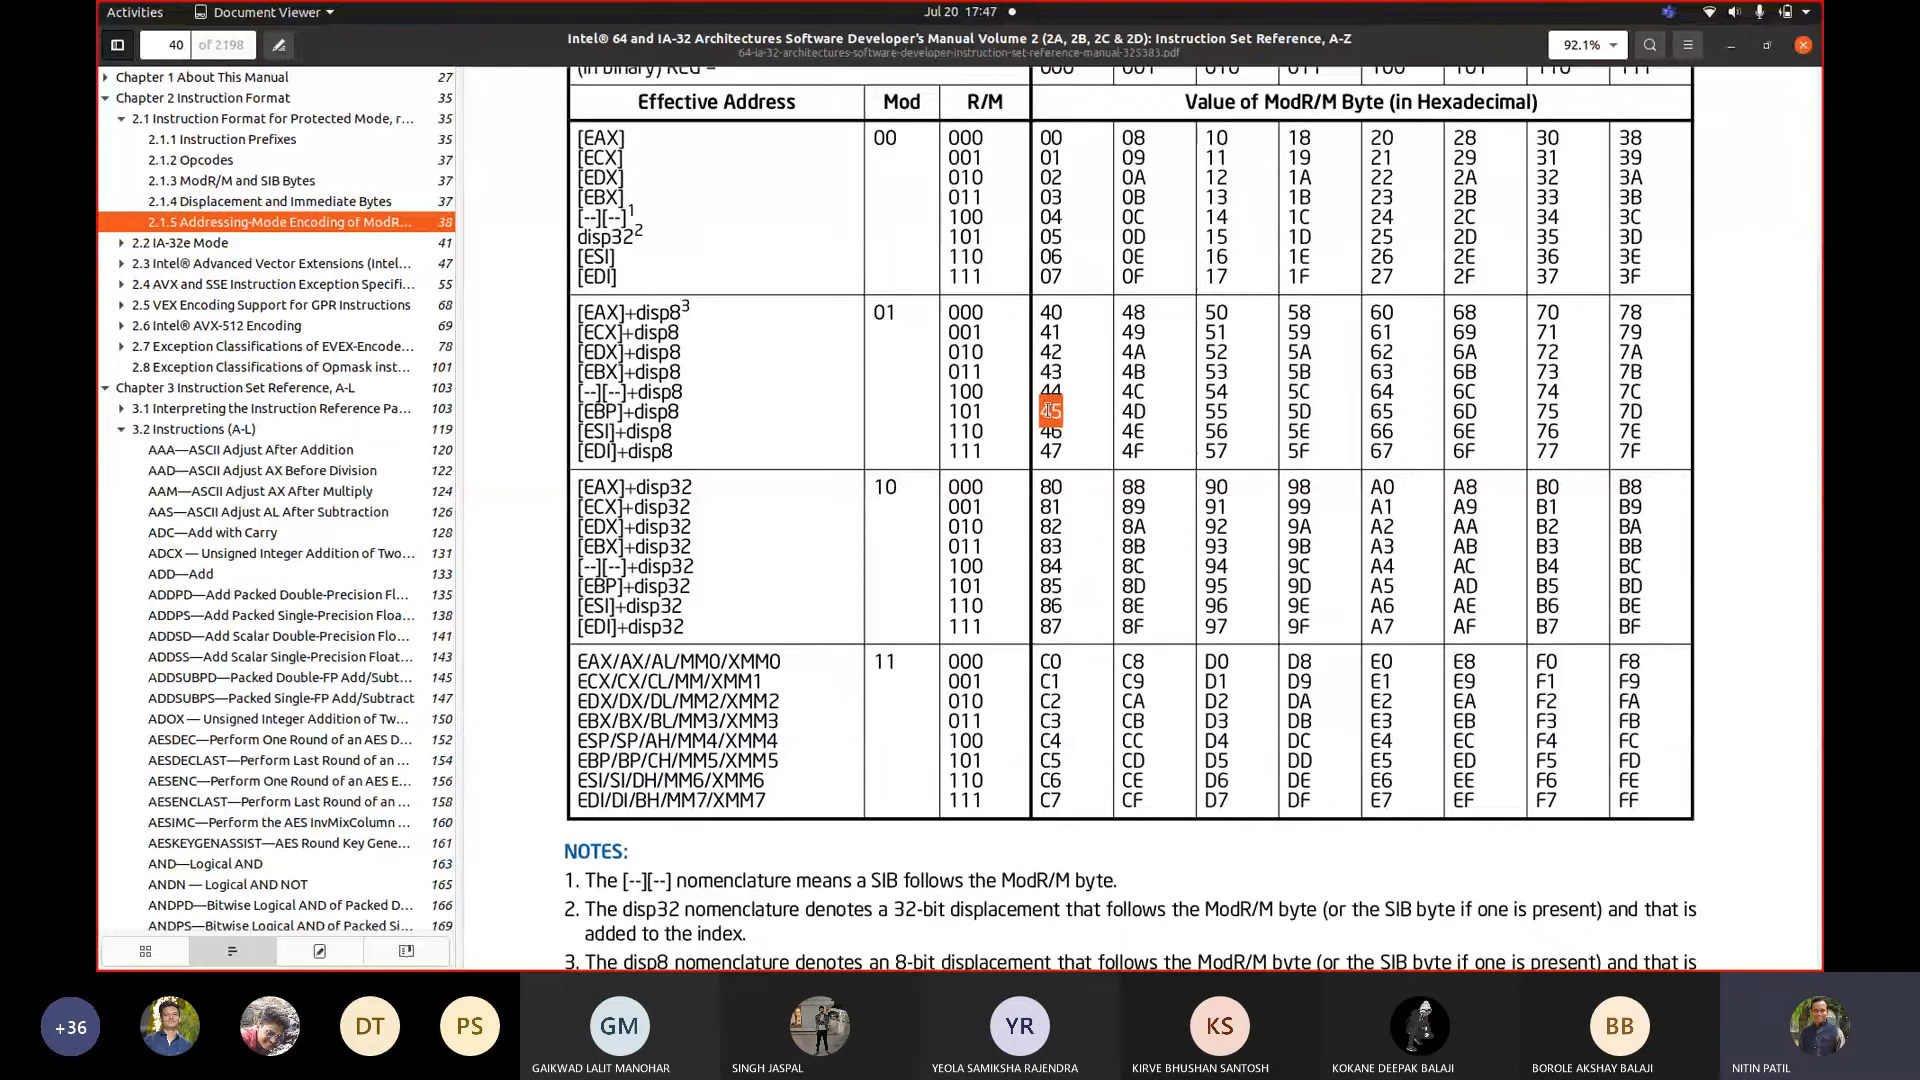 Activities Document Viewer Jul 20 17:47
40 of 2198 Intel® 64 and IA-32 Architectures Software Developer's Manual Volume 2 (2A, 2B, 2C & 2D): Instruction Set Reference, A-Z 92.1%
64-ia-32-architectures-software-developer-instruction-set-reference-manual-325383.pdf
Chapter 1 About This Manual 27
Chapter 2 Instruction Format 35
2.1 Instruction Format for Protected Mode, r... 35
2.1.1 Instruction Prefixes 35
2.1.2 Opcodes 37
2.1.3 ModR/M and SIB Bytes 37
2.1.4 Displacement and Immediate Bytes 37
2.1.5 Addressing-Mode Encoding of ModR... 38
2.2 IA-32e Mode 41
2.3 Intel® Advanced Vector Extensions (Intel... 47
2.4 AVX and SSE Instruction Exception Specifi... 55
2.5 VEX Encoding Support for GPR Instructions 68
2.6 Intel® AVX-512 Encoding 69
2.7 Exception Classifications of EVEX-Encode... 78
2.8 Exception Classifications of Opmask inst... 101
Chapter 3 Instruction Set Reference, A-L 103
3.1 Interpreting the Instruction Reference Pa... 103
3.2 Instructions (A-L) 119
AAA—ASCII Adjust After Addition 120
AAD—ASCII Adjust AX Before Division 122
AAM—ASCII Adjust AX After Multiply 124
AAS—ASCII Adjust AL After Subtraction 126
ADC—Add with Carry 128
ADCX — Unsigned Integer Addition of Two... 131
ADD—Add 133
ADDPD—Add Packed Double-Precision Fl... 135
ADDPS—Add Packed Single-Precision Floa... 138
ADDSD—Add Scalar Double-Precision Flo... 141
ADDSS—Add Scalar Single-Precision Float... 143
ADDSUBPD—Packed Double-FP Add/Subt... 145
ADDSUBPS—Packed Single-FP Add/Subtract 147
ADOX — Unsigned Integer Addition of Tw... 150
AESDEC—Perform One Round of an AES D... 152
AESDECLAST—Perform Last Round of an ... 154
AESENC—Perform One Round of an AES E... 156
AESENCLAST—Perform Last Round of an ... 158
AESIMC—Perform the AES InvMixColumn ... 160
AESKEYGENASSIST—AES Round Key Gene... 161
AND—Logical AND 163
ANDN — Logical AND NOT 165
ANDPD—Bitwise Logical AND of Packed D... 166
ANDPS—Bitwise Logical AND of Packed Si... 169
(In binary) REG = 000 001 010 011 100 101 110 111
Effective Address Mod R/M Value of ModR/M Byte (in Hexadecimal)
[EAX] 00 000 00 08 10 18 20 28 30 38
[ECX] 001 01 09 11 19 21 29 31 39
[EDX] 010 02 0A 12 1A 22 2A 32 3A
[EBX] 011 03 0B 13 1B 23 2B 33 3B
[--][--]1 100 04 0C 14 1C 24 2C 34 3C
disp322 101 05 0D 15 1D 25 2D 35 3D
[ESI] 110 06 0E 16 1E 26 2E 36 3E
[EDI] 111 07 0F 17 1F 27 2F 37 3F
[EAX]+disp83 01 000 40 48 50 58 60 68 70 78
[ECX]+disp8 001 41 49 51 59 61 69 71 79
[EDX]+disp8 010 42 4A 52 5A 62 6A 72 7A
[EBX]+disp8 011 43 4B 53 5B 63 6B 73 7B
[--][--]+disp8 100 44 4C 54 5C 64 6C 74 7C
[EBP]+disp8 101 45 4D 55 5D 65 6D 75 7D
[ESI]+disp8 110 46 4E 56 5E 66 6E 76 7E
[EDI]+disp8 111 47 4F 57 5F 67 6F 77 7F
[EAX]+disp32 10 000 80 88 90 98 A0 A8 B0 B8
[ECX]+disp32 001 81 89 91 99 A1 A9 B1 B9
[EDX]+disp32 010 82 8A 92 9A A2 AA B2 BA
[EBX]+disp32 011 83 8B 93 9B A3 AB B3 BB
[--][--]+disp32 100 84 8C 94 9C A4 AC B4 BC
[EBP]+disp32 101 85 8D 95 9D A5 AD B5 BD
[ESI]+disp32 110 86 8E 96 9E A6 AE B6 BE
[EDI]+disp32 111 87 8F 97 9F A7 AF B7 BF
EAX/AX/AL/MM0/XMM0 11 000 C0 C8 D0 D8 E0 E8 F0 F8
ECX/CX/CL/MM/XMM1 001 C1 C9 D1 D9 E1 E9 F1 F9
EDX/DX/DL/MM2/XMM2 010 C2 CA D2 DA E2 EA F2 FA
EBX/BX/BL/MM3/XMM3 011 C3 CB D3 DB E3 EB F3 FB
ESP/SP/AH/MM4/XMM4 100 C4 CC D4 DC E4 EC F4 FC
EBP/BP/CH/MM5/XMM5 101 C5 CD D5 DD E5 ED F5 FD
ESI/SI/DH/MM6/XMM6 110 C6 CE D6 DE E6 EE F6 FE
EDI/DI/BH/MM7/XMM7 111 C7 CF D7 DF E7 EF F7 FF
NOTES:
1. The [--][--] nomenclature means a SIB follows the ModR/M byte.
2. The disp32 nomenclature denotes a 32-bit displacement that follows the ModR/M byte (or the SIB byte if one is present) and that is
added to the index.
3. The disp8 nomenclature denotes an 8-bit displacement that follows the ModR/M byte (or the SIB byte if one is present) and that is
+36 DT PS GM YR KS BB
GAIKWAD LALIT MANOHAR SINGH JASPAL YEOLA SAMIKSHA RAJENDRA KIRVE BHUSHAN SANTOSH KOKANE DEEPAK BALAJI BOROLE AKSHAY BALAJI NITIN PATIL